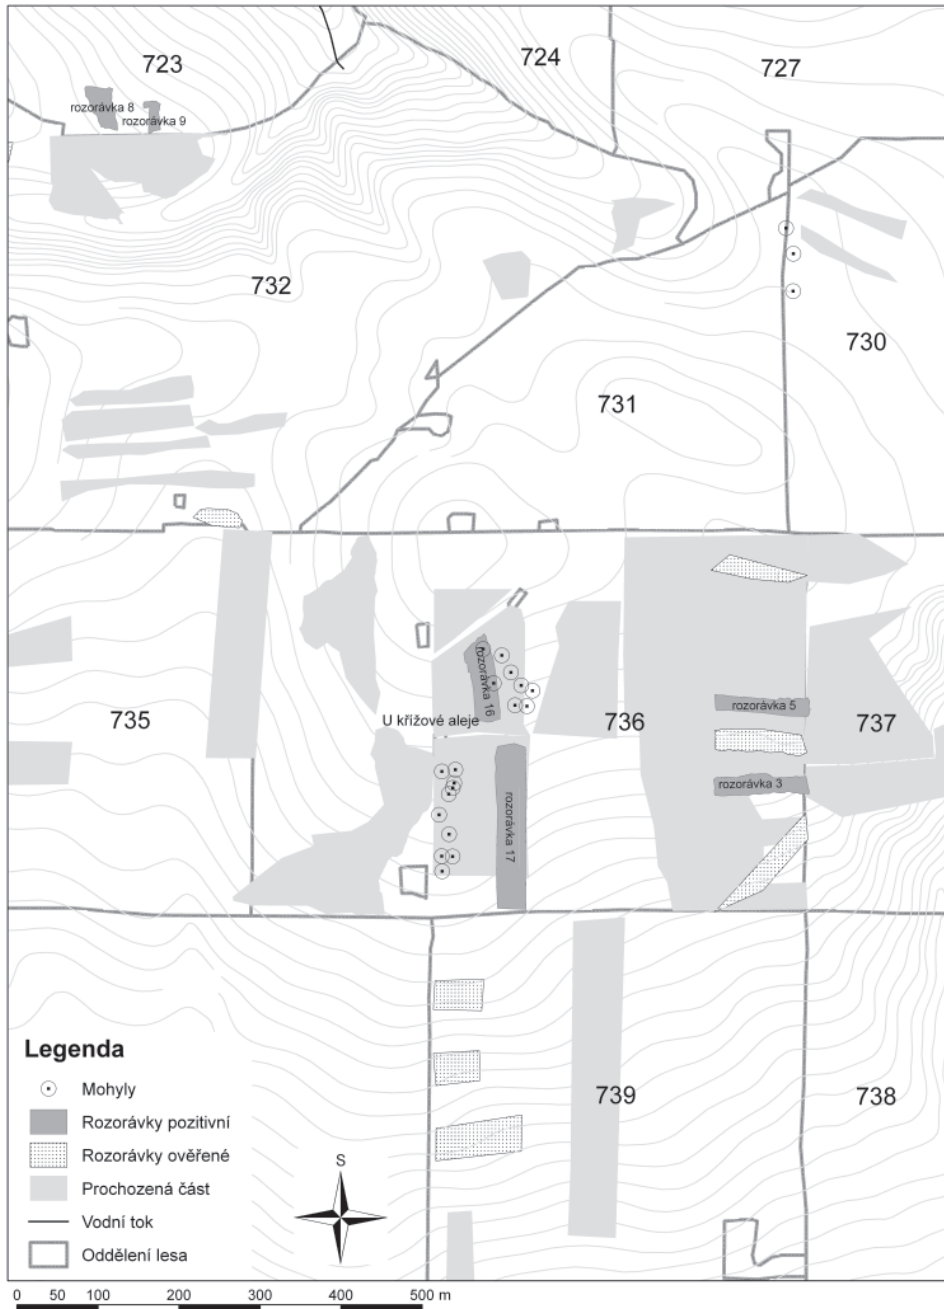 723
724
727
rozorávka 8
rozorávka 9
732
730
731
rozorávka 16
735
U křížové aleje
736
rozorávka 5
737
rozorávka 3
rozorávka 17
739
738
Legenda
Mohyly
Rozorávky pozitivní
Rozorávky ověřené
Prochozená část
Vodní tok
Oddělení lesa
S
0 50 100 200 300 400 500 m